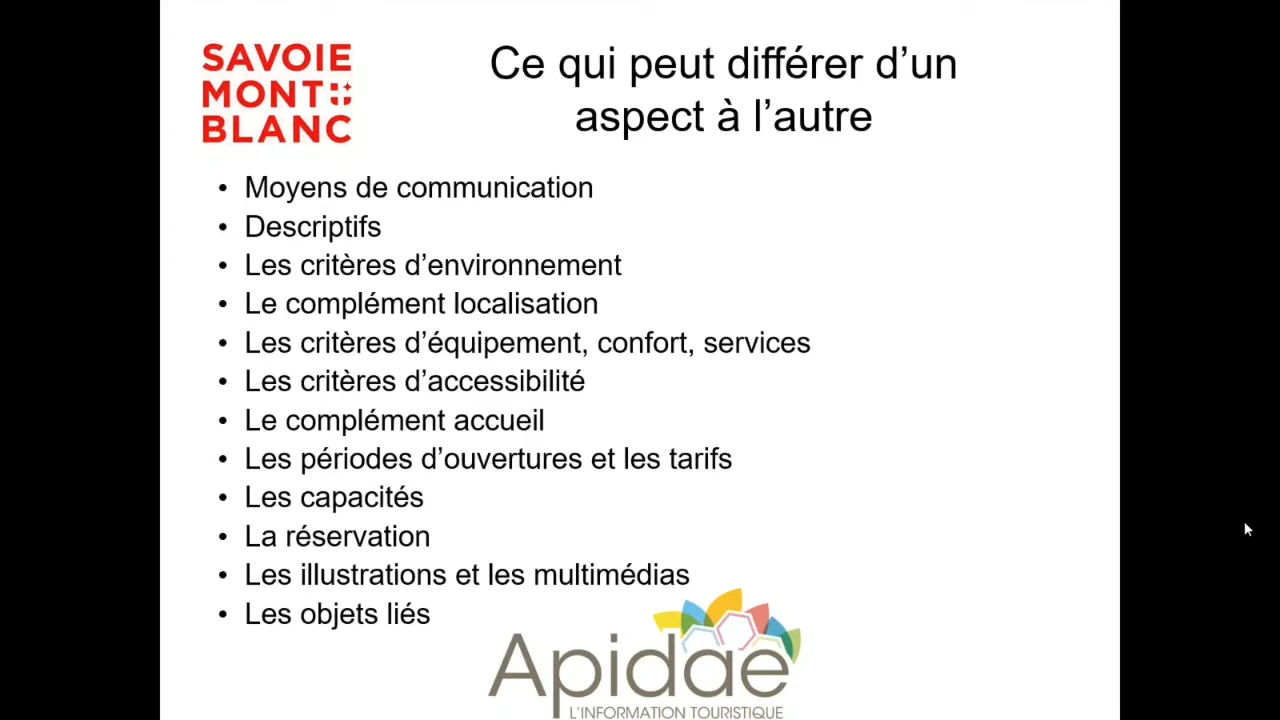 SAVOIE
MONT
BLANC
Ce qui peut différer d’un
aspect à l’autre
• Moyens de communication
• Descriptifs
• Les critères d’environnement
• Le complément localisation
• Les critères d’équipement, confort, services
• Les critères d’accessibilité
• Le complément accueil
• Les périodes d’ouvertures et les tarifs
• Les capacités
• La réservation
• Les illustrations et les multimédias
• Les objets liés
Apidae
L’INFORMATION TOURISTIQUE